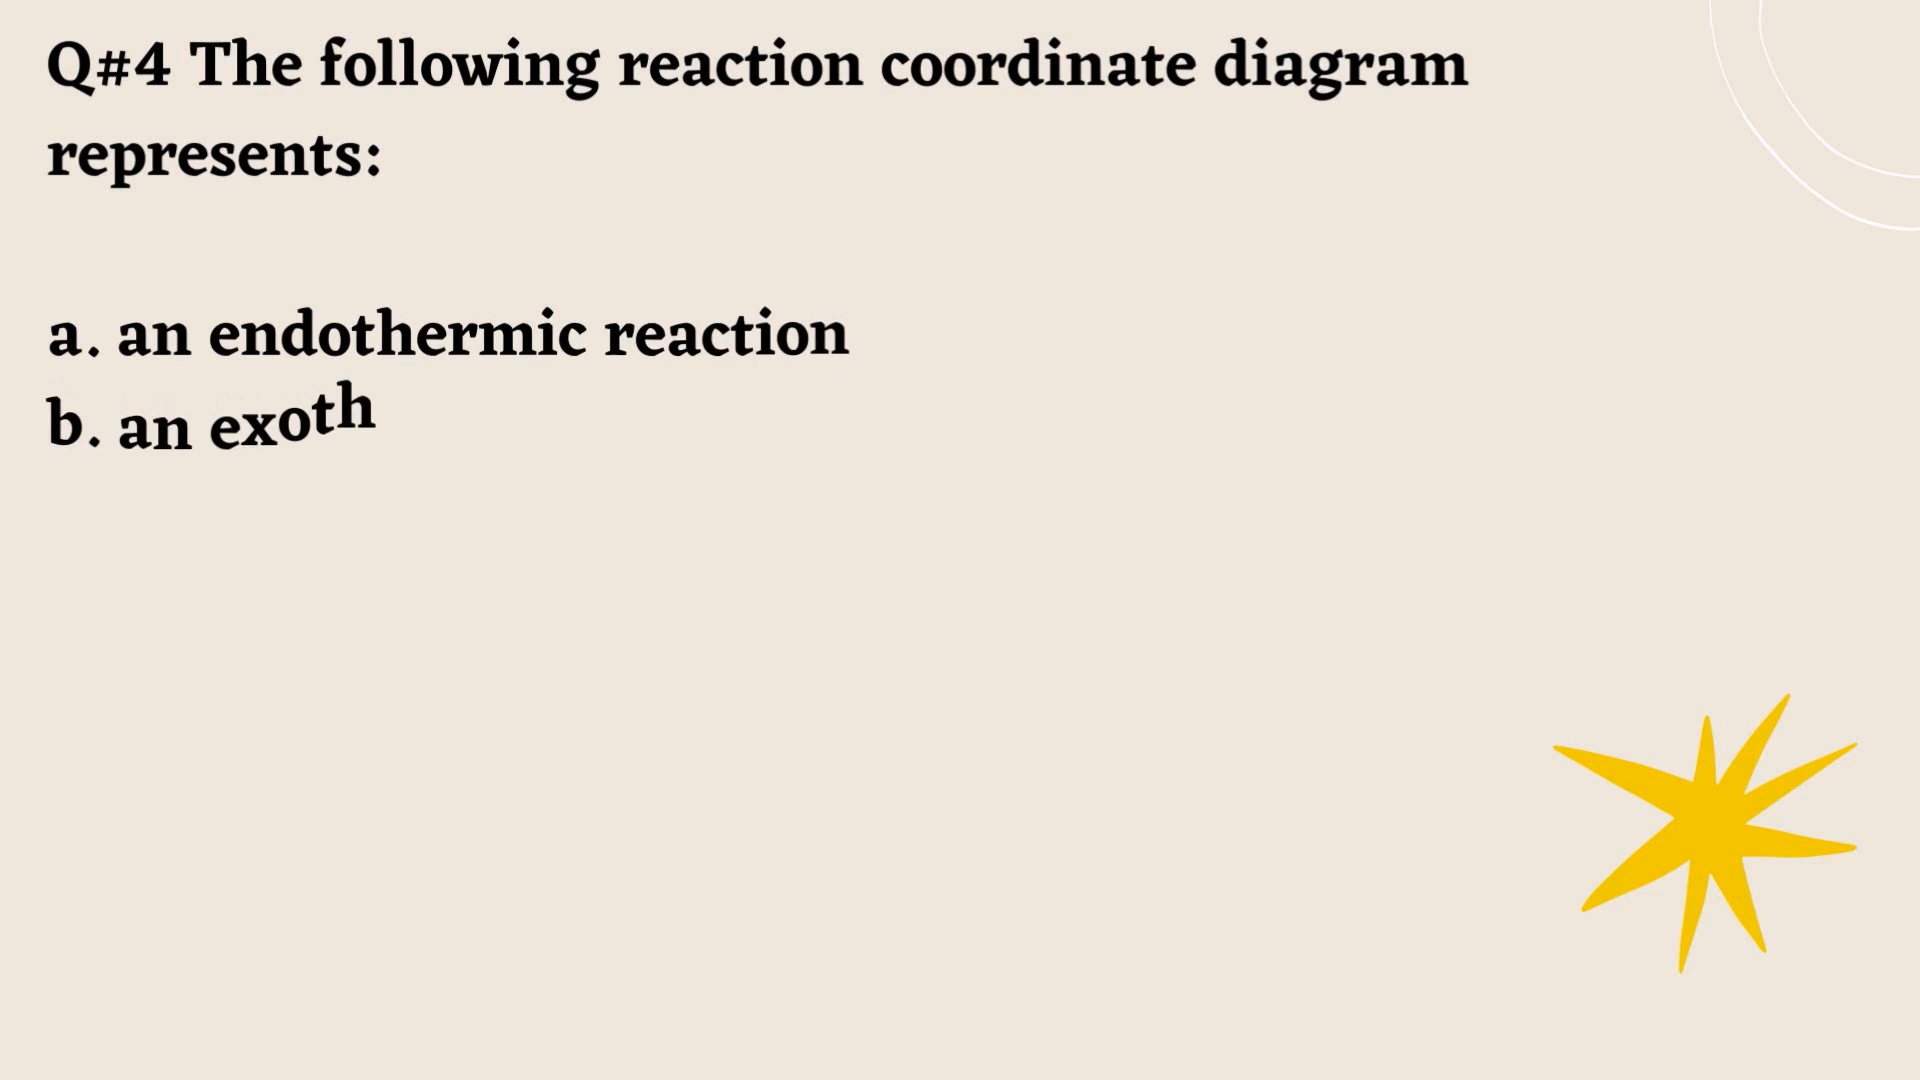 Q#4 The following reaction coordinate diagram
represents:
a. an endothermic reaction
b. an exoth